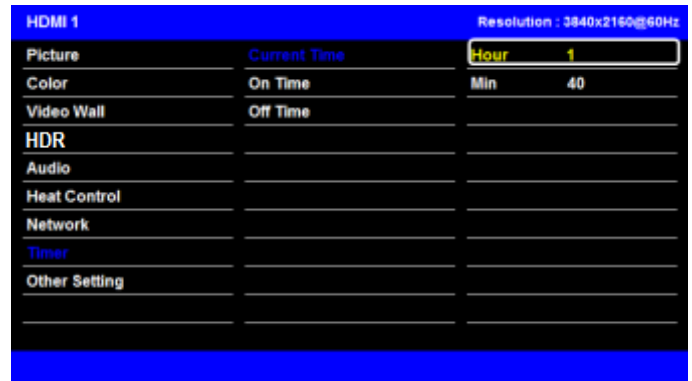 HDMI 1 Resolution : 3840x2160@60Hz
Picture Current Time Hour 1
Color On Time Min 40
Video Wall Off Time
HDR
Audio
Heat Control
Network
Timer
Other Setting